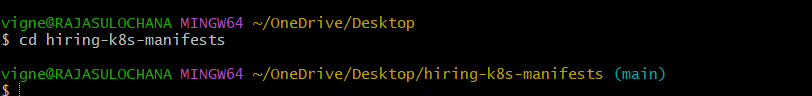 vigne@RAJASULOCHANA MINGW64 ~/OneDrive/Desktop
$ cd hiring-k8s-manifests
vigne@RAJASULOCHANA MINGW64 ~/OneDrive/Desktop/hiring-k8s-manifests (main)
$